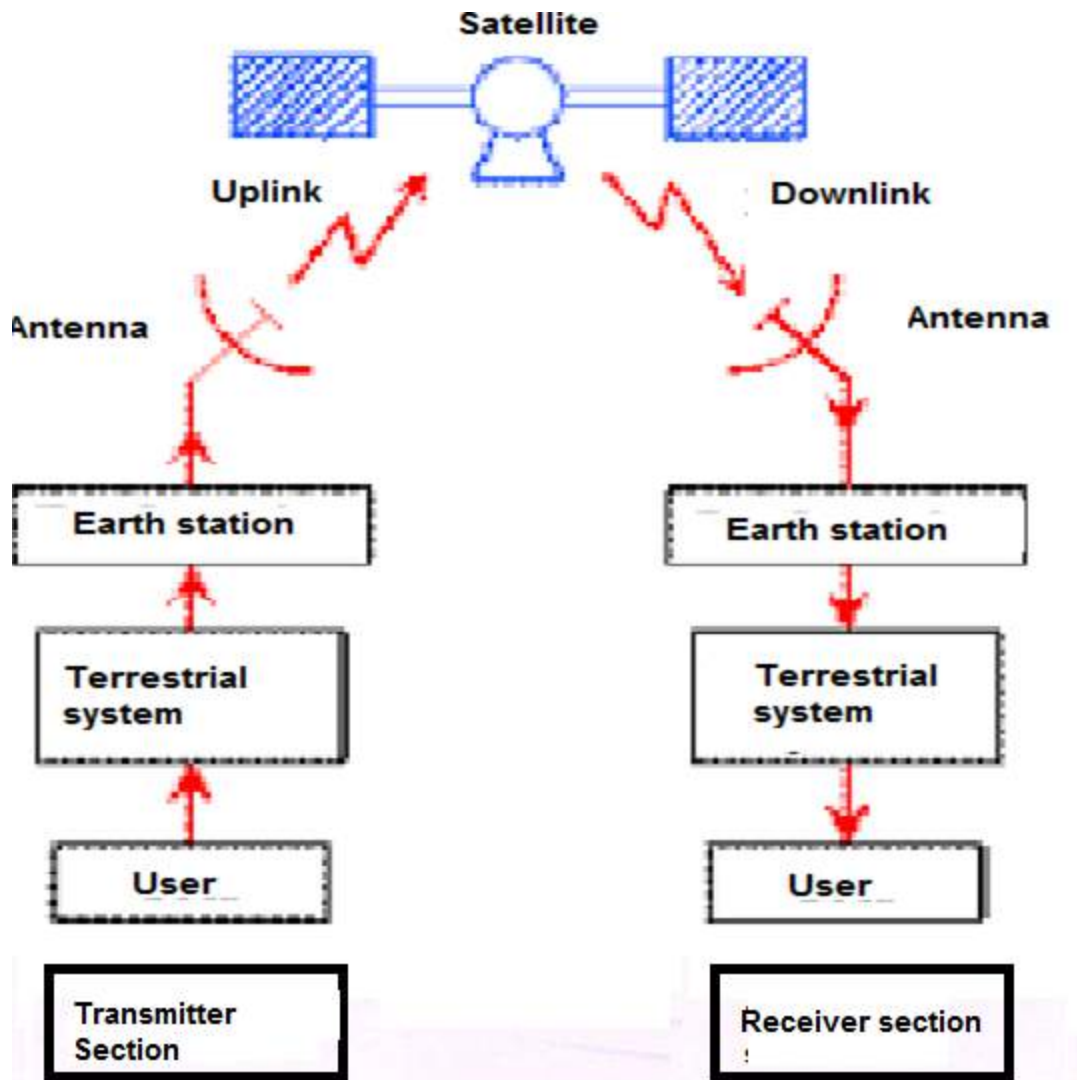 Satellite
Uplink
Downlink
Antenna
Antenna
Earth station
Earth station
Terrestrial
system
Terrestrial
system
User
User
Transmitter
Section
Receiver section